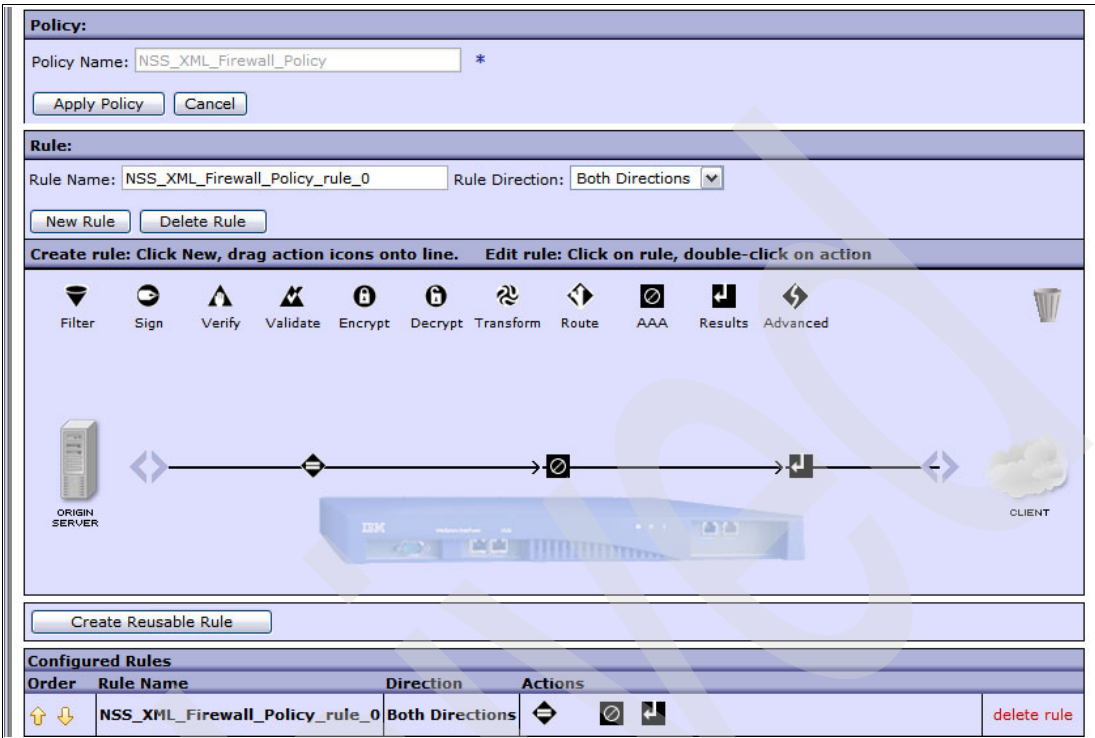 Policy:
Policy Name: NSS_XML_Firewall_Policy *
Apply Policy Cancel
Rule:
Rule Name: NSS_XML_Firewall_Policy_rule_0 Rule Direction: Both Directions
New Rule Delete Rule
Create rule: Click New, drag action icons onto line. Edit rule: Click on rule, double-click on action
Filter Sign Verify Validate Encrypt Decrypt Transform Route AAA Results Advanced
ORIGIN
SERVER
CLIENT
IBM
Create Reusable Rule
Configured Rules
Order Rule Name Direction Actions
NSS_XML_Firewall_Policy_rule_0 Both Directions delete rule